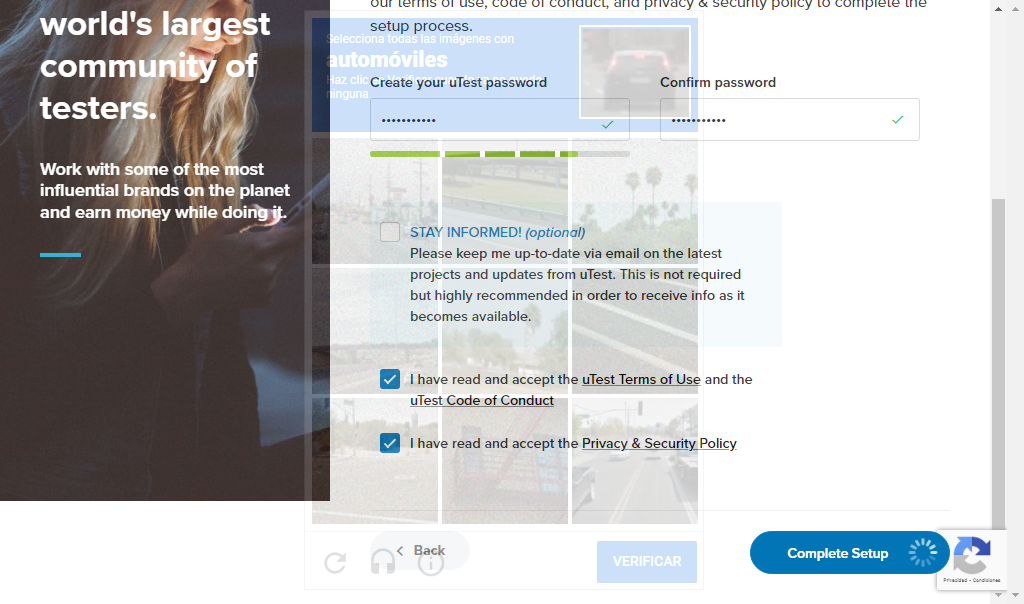 world's largest
community of
testers.
Work with some of the most
influential brands on the planet
and earn money while doing it.
our terms of use, code of conduct, and privacy & security policy to complete the
setup process.
Selecciona todas las imágenes con
automóviles
Haz clic
ninguna
Create your uTest password
Confirm password
•••••••••••
•••••••••••
STAY INFORMED! (optional)
Please keep me up-to-date via email on the latest
projects and updates from uTest. This is not required
but highly recommended in order to receive info as it
becomes available.
I have read and accept the uTest Terms of Use and the
uTest Code of Conduct
I have read and accept the Privacy & Security Policy
Back
VERIFICAR
Complete Setup
Privacidad - Condiciones